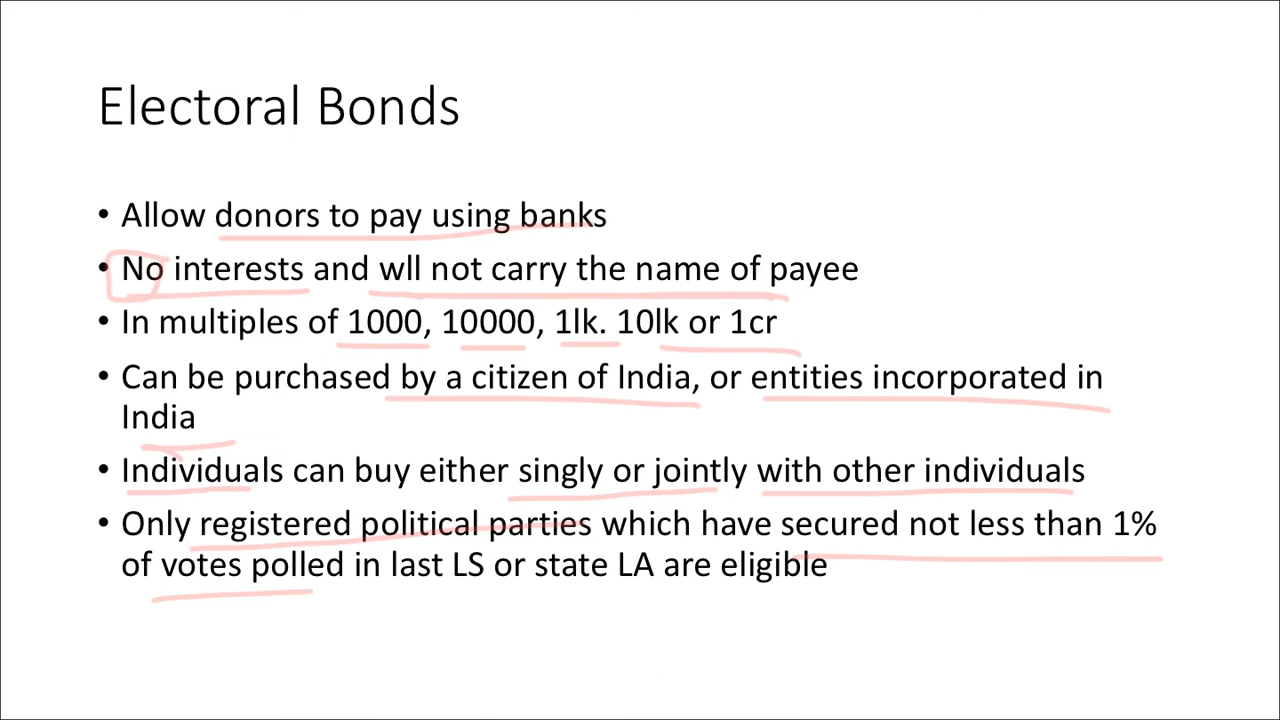 Electoral Bonds
• Allow donors to pay using banks
• No interests and wll not carry the name of payee
• In multiples of 1000, 10000, 1lk. 10lk or 1cr
• Can be purchased by a citizen of India, or entities incorporated in
India
• Individuals can buy either singly or jointly with other individuals
• Only registered political parties which have secured not less than 1%
of votes polled in last LS or state LA are eligible